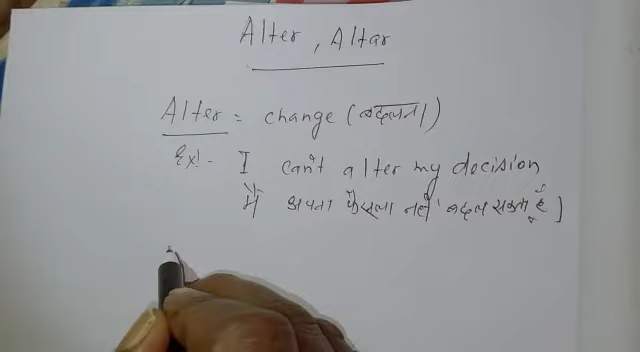 Alter, Altar
Alter = change (बदलना)
Ex:- I can't alter my decision
मैं अपना फैसला नहीं बदल सकता हूँ]